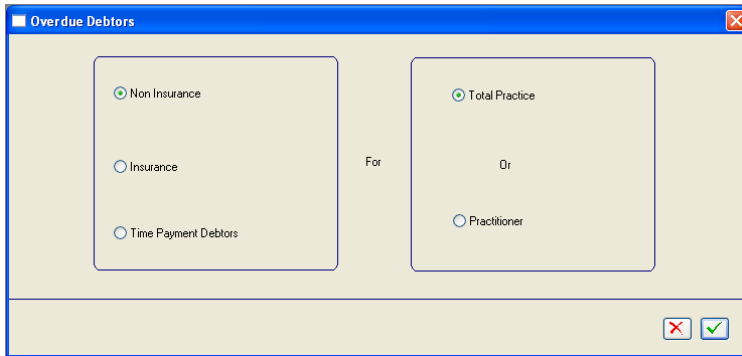 Overdue Debtors
Non Insurance
Insurance
Time Payment Debtors
For
Total Practice
Or
Practitioner